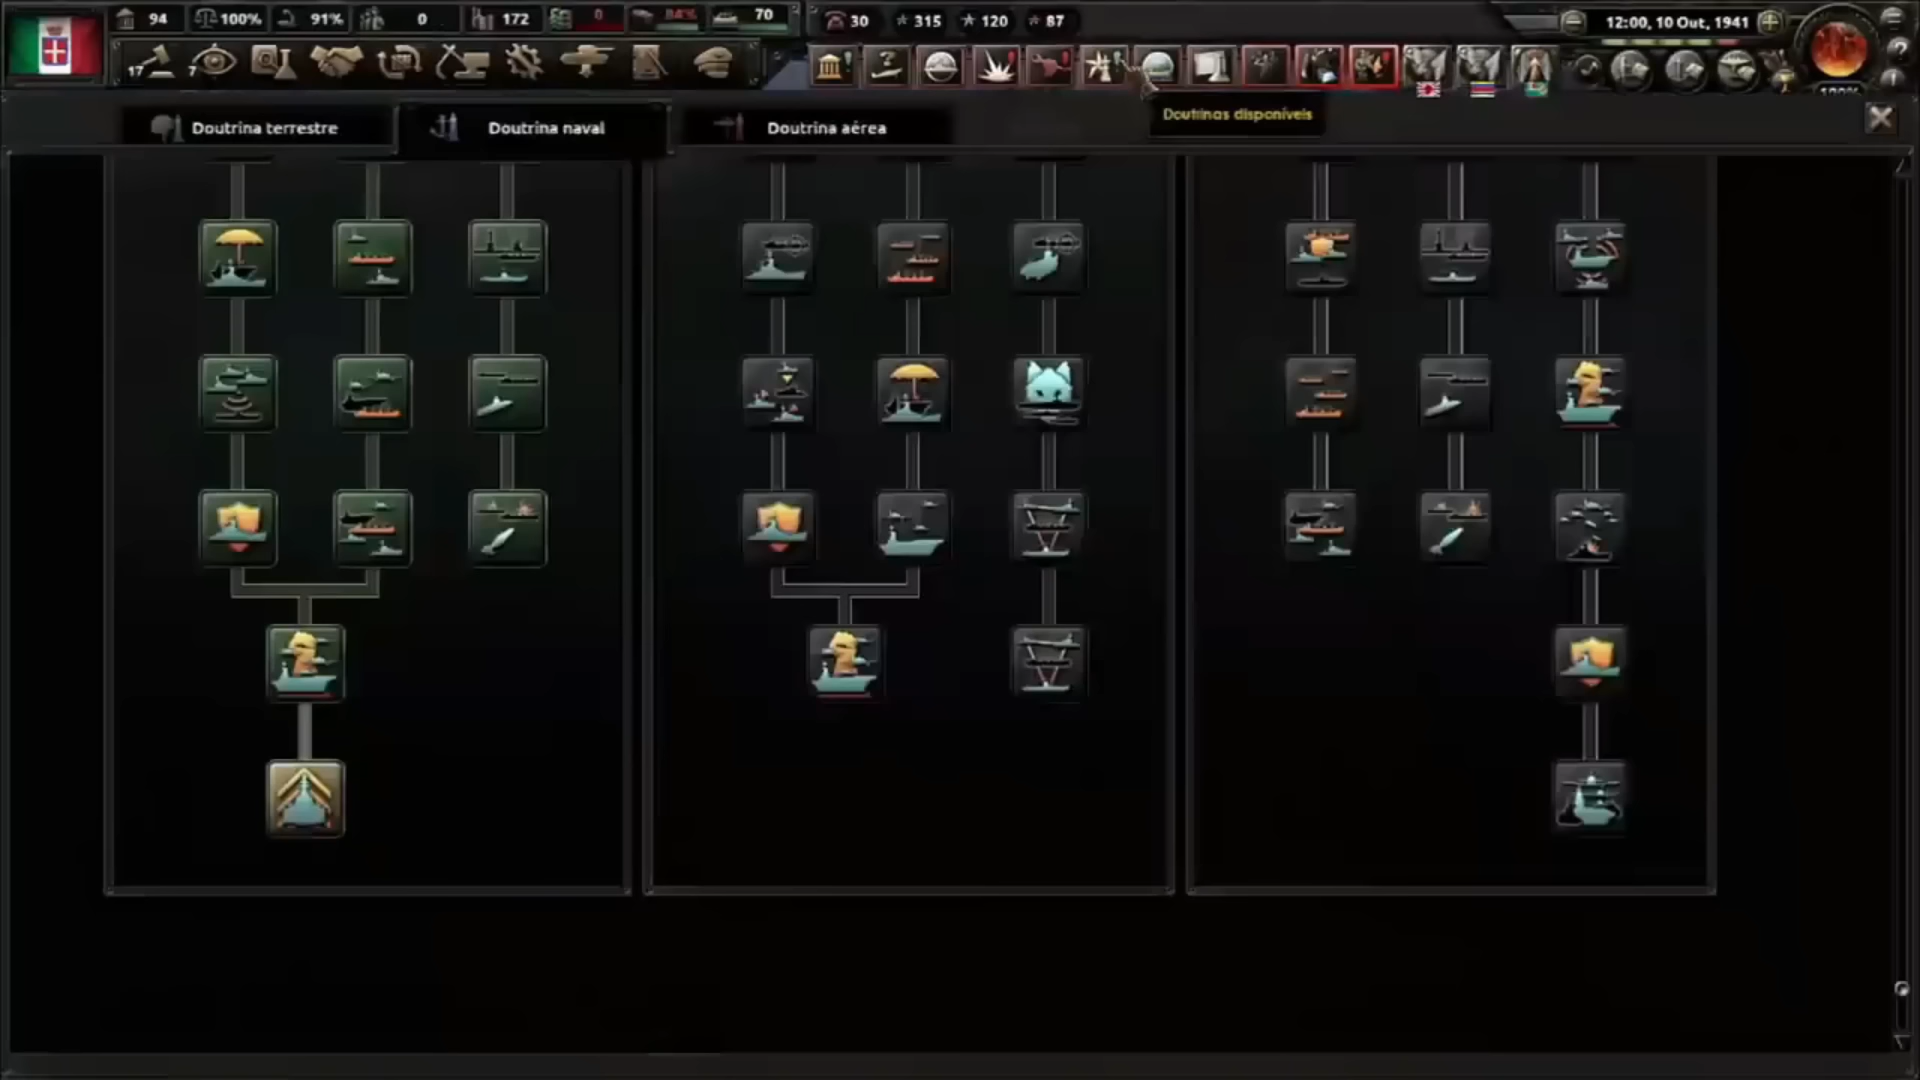 94 100% 91% 0 172 0 84% 70 30 315 120 87 12:00, 10 Out, 1941
17 7
Doutrina terrestre Doutrina naval Doutrina aérea Doutrinas disponíveis